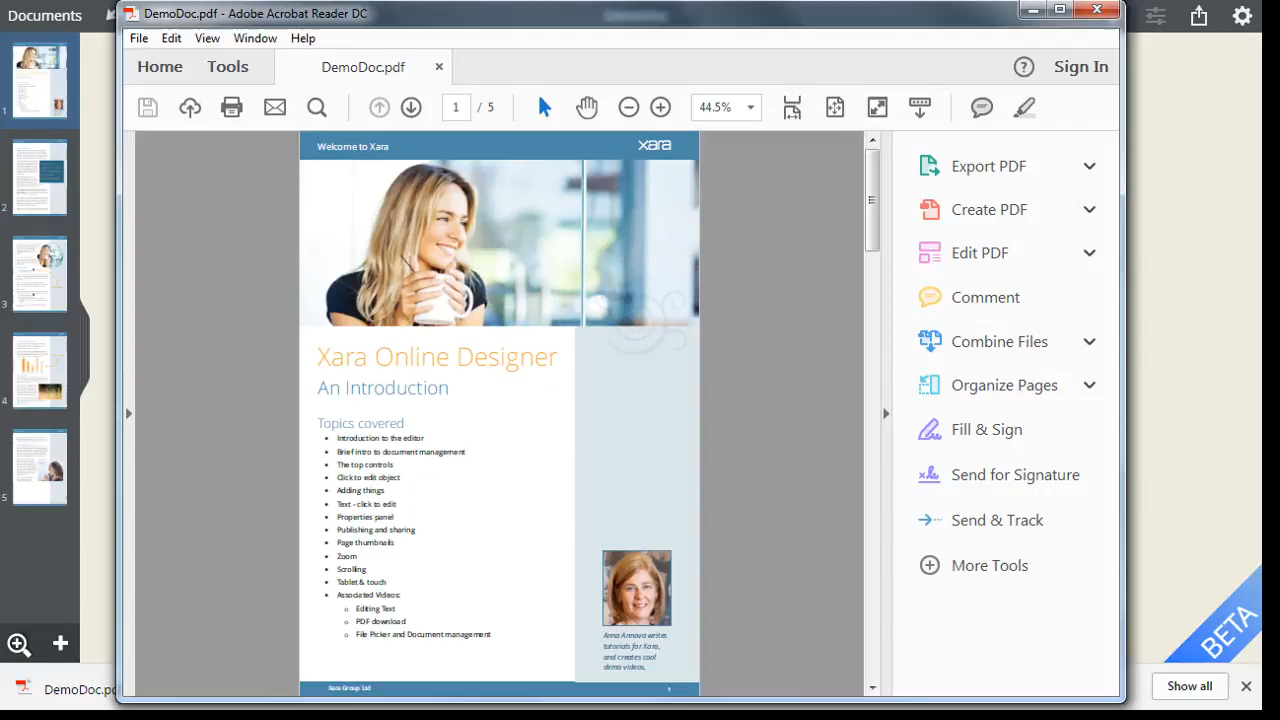 Documents
DemoDoc.pdf - Adobe Acrobat Reader DC
File Edit View Window Help
Home Tools DemoDoc.pdf × Sign In
1 / 5 44.5%
Welcome to Xara xara
Xara Online Designer
An Introduction
Topics covered
• Introduction to the editor
• Brief intro to document management
• The top controls
• Click to edit object
• Adding things
• Text - click to edit
• Properties panel
• Publishing and sharing
• Page thumbnails
• Zoom
• Scrolling
• Tablet & touch
• Associated Videos:
o Editing Text
o PDF download
o File Picker and Document management
Anna Annova writes
tutorials for Xara,
and creates cool
demo videos,
Xara Group Ltd
Export PDF
Create PDF
Edit PDF
Comment
Combine Files
Organize Pages
Fill & Sign
Send for Signature
Send & Track
More Tools
1
2
3
4
5
BETA
DemoDoc.pd
Show all